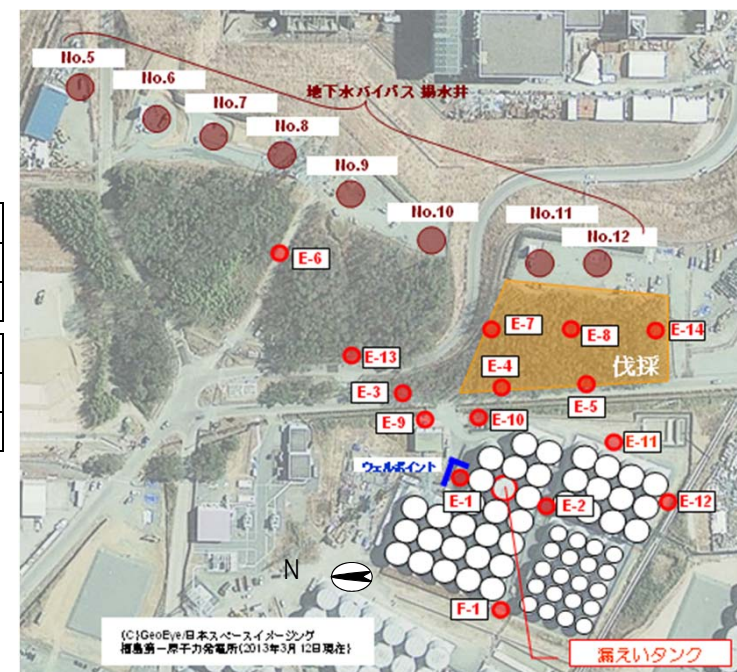 No.5
No.6
No.7
No.8
地下水バイパス 揚水井
No.9
No.10
No.11
No.12
E-6
E-7
E-8
E-14
E-13
伐採
E-4
E-3
E-5
E-9
E-10
E-11
ウェルポイント
E-1
E-2
E-12
N
F-1
(C)GeoEye/日本スペースイメージング
福島第一原子力発電所(2013年3月12日現在)
漏えいタンク